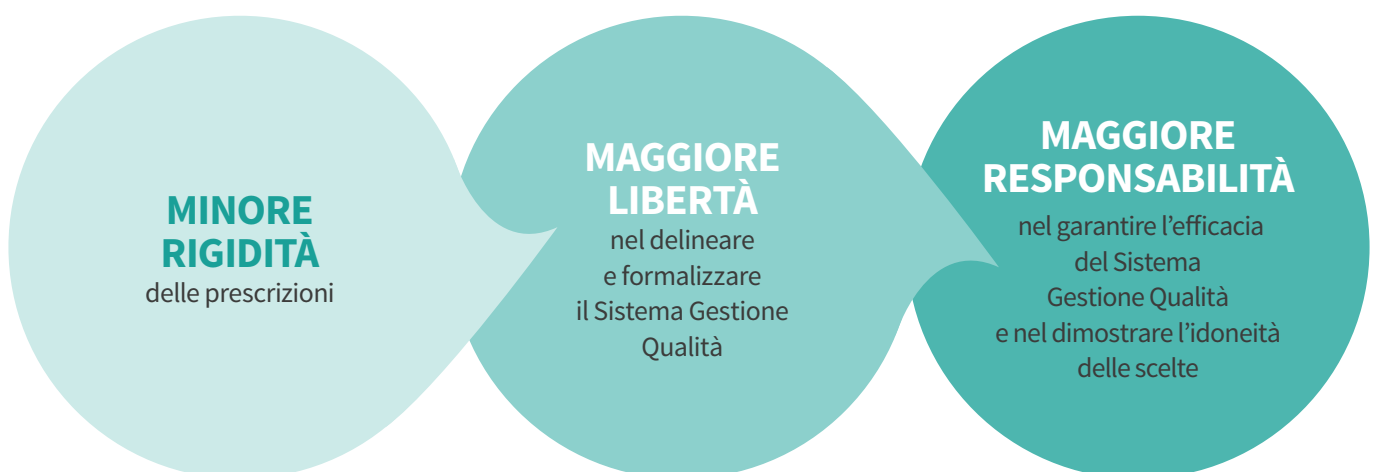 MINORE
RIGIDITÀ
delle prescrizioni
MAGGIORE
LIBERTÀ
nel delineare
e formalizzare
il Sistema Gestione
Qualità
MAGGIORE
RESPONSABILITÀ
nel garantire l’efficacia
del Sistema
Gestione Qualità
e nel dimostrare l’idoneità
delle scelte